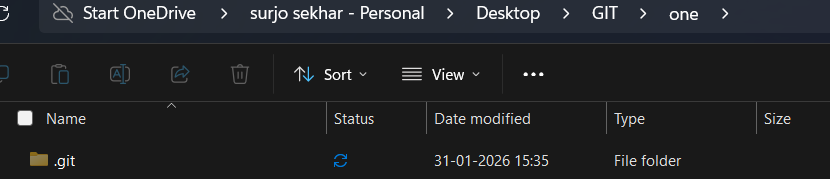 Start OneDrive > surjo sekhar - Personal > Desktop > GIT > one >
Sort View
Name Status Date modified Type Size
.git 31-01-2026 15:35 File folder